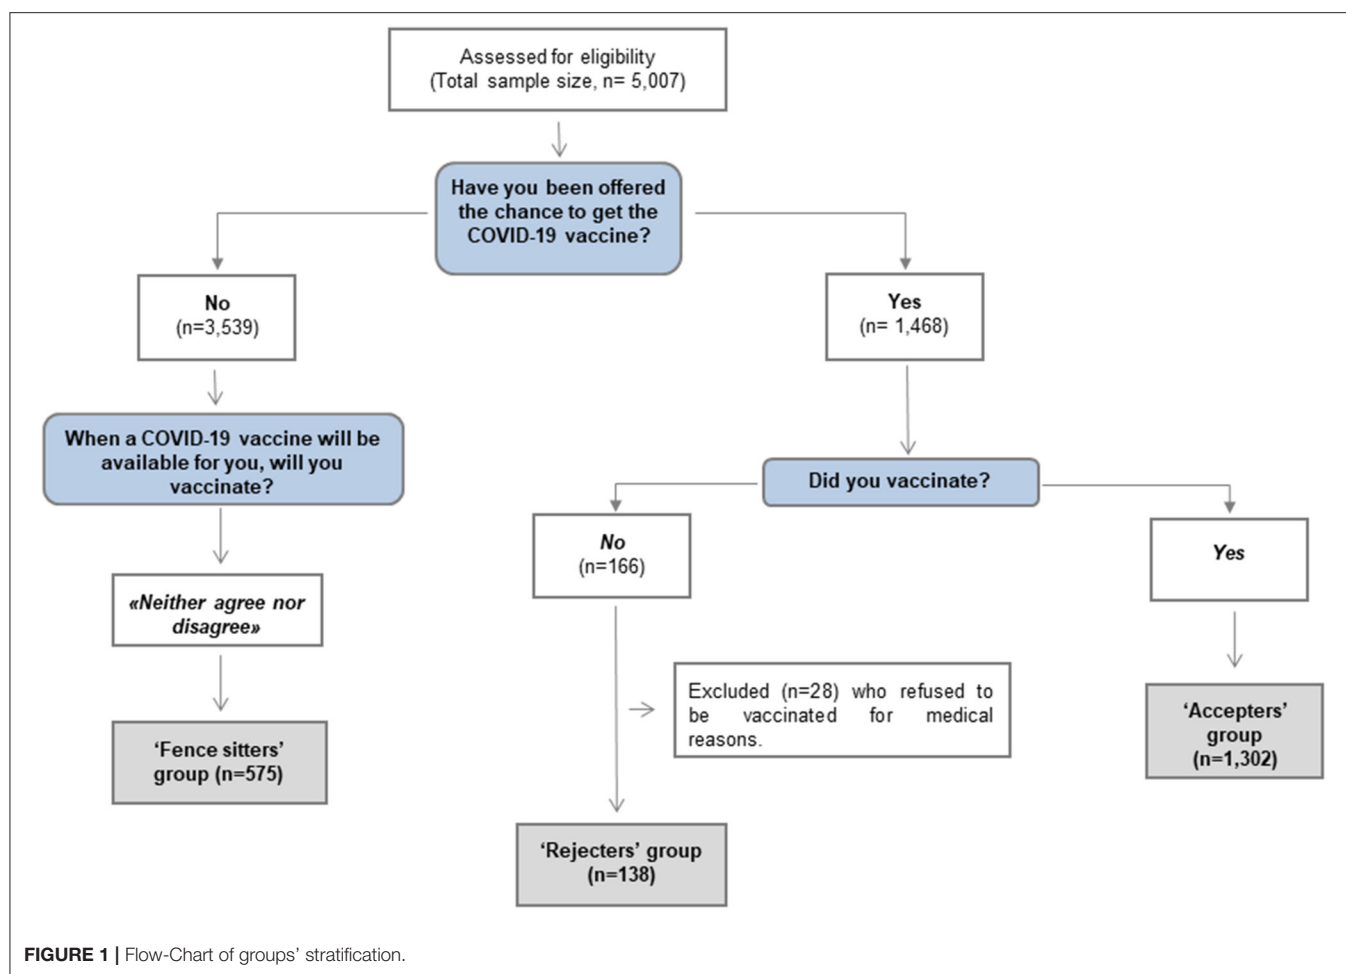 Assessed for eligibility
(Total sample size, n= 5,007)
Have you been offered
the chance to get the
COVID-19 vaccine?
No
(n=3,539)
Yes
(n= 1,468)
When a COVID-19 vaccine will be
available for you, will you
vaccinate?
Did you vaccinate?
No
(n=166)
Yes
«Neither agree nor
disagree»
Excluded (n=28) who refused to
be vaccinated for medical
reasons.
'Fence sitters'
group (n=575)
'Accepters'
group
(n=1,302)
'Rejecters' group
(n=138)
FIGURE 1 | Flow-Chart of groups' stratification.